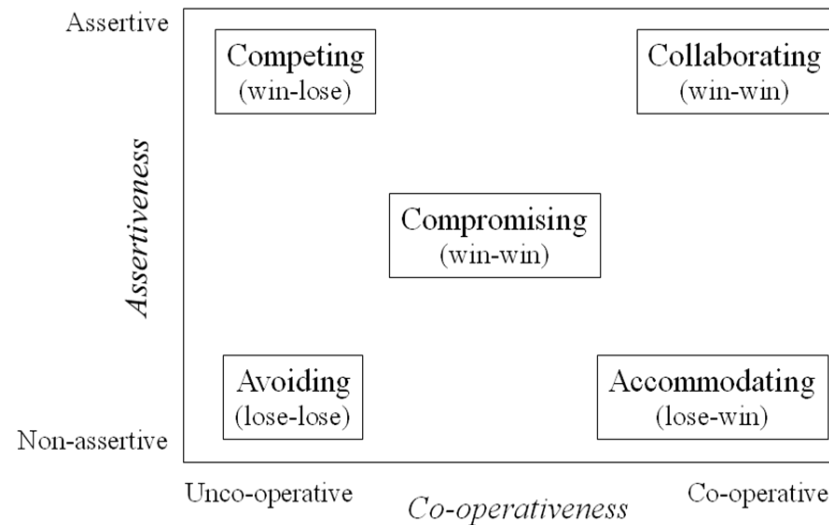 Assertive
Competing
(win-lose)
Collaborating
(win-win)
Assertiveness
Compromising
(win-win)
Avoiding
(lose-lose)
Accommodating
(lose-win)
Non-assertive
Unco-operative
Co-operativeness
Co-operative